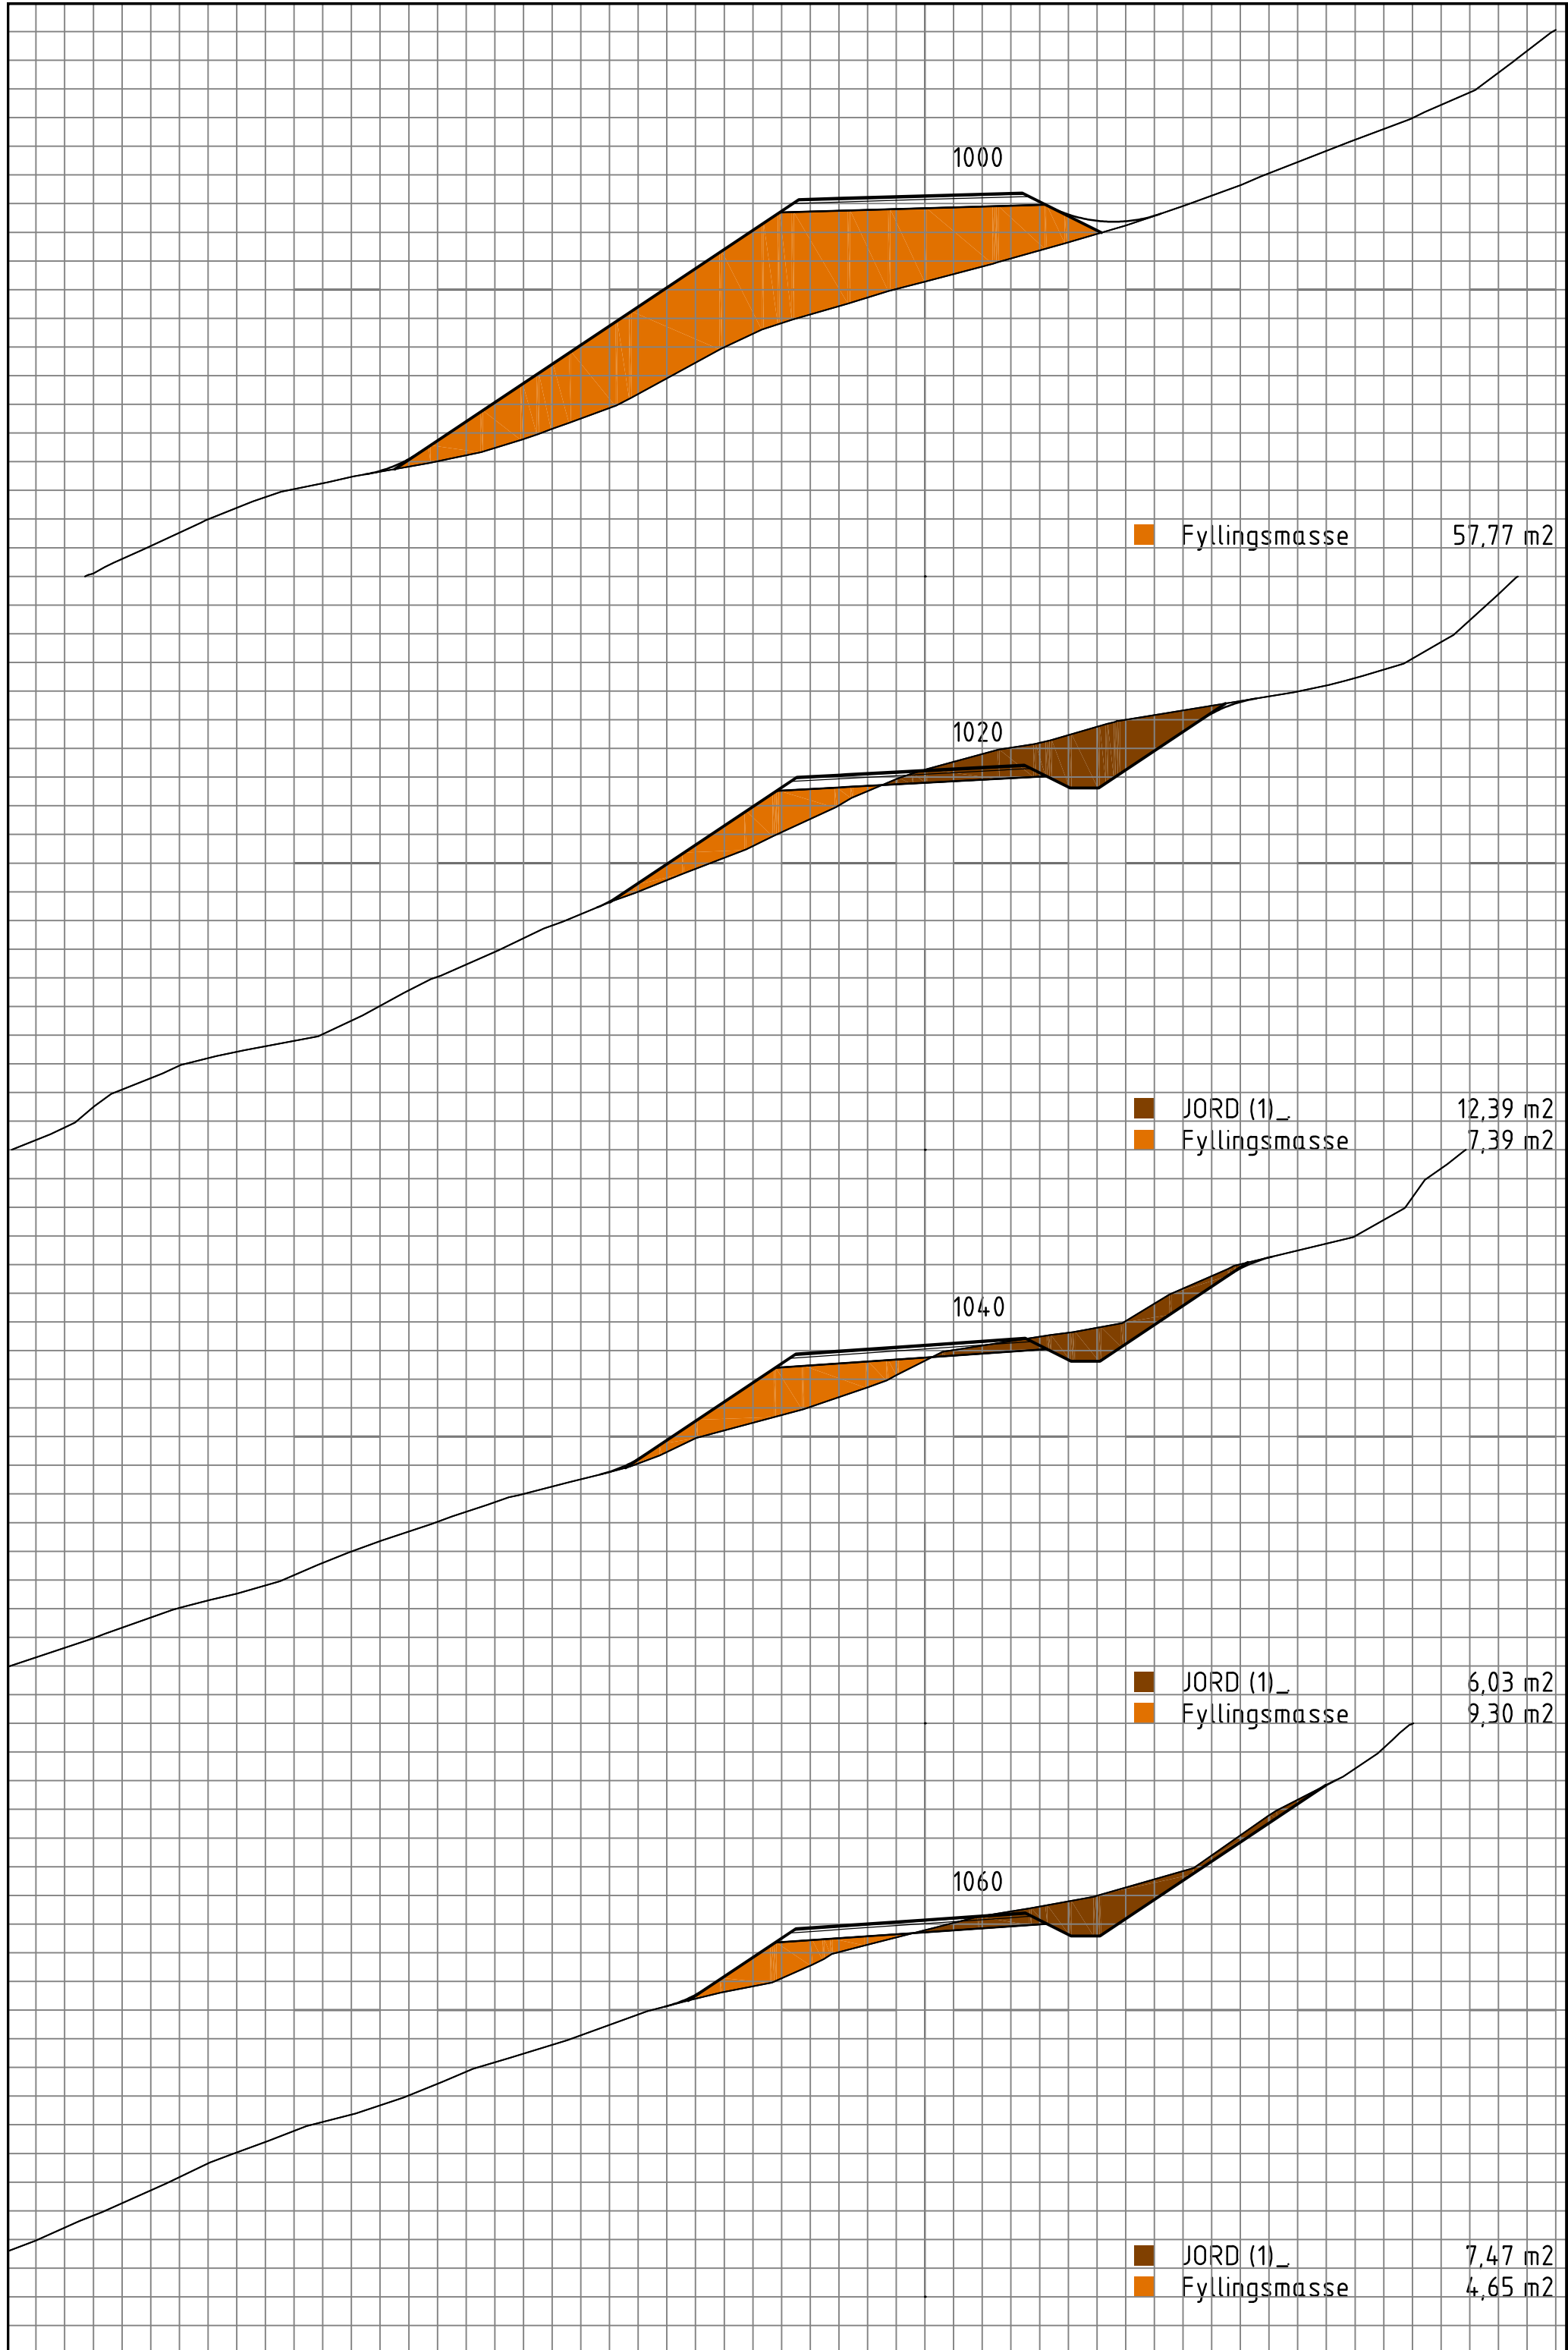 1000
Fyllingsmasse 57,77 m2
1020
JORD (1)_. 12,39 m2
Fyllingsmasse 7,39 m2
1040
JORD (1)_. 6,03 m2
Fyllingsmasse 9,30 m2
1060
JORD (1)_. 7,47 m2
Fyllingsmasse 4,65 m2